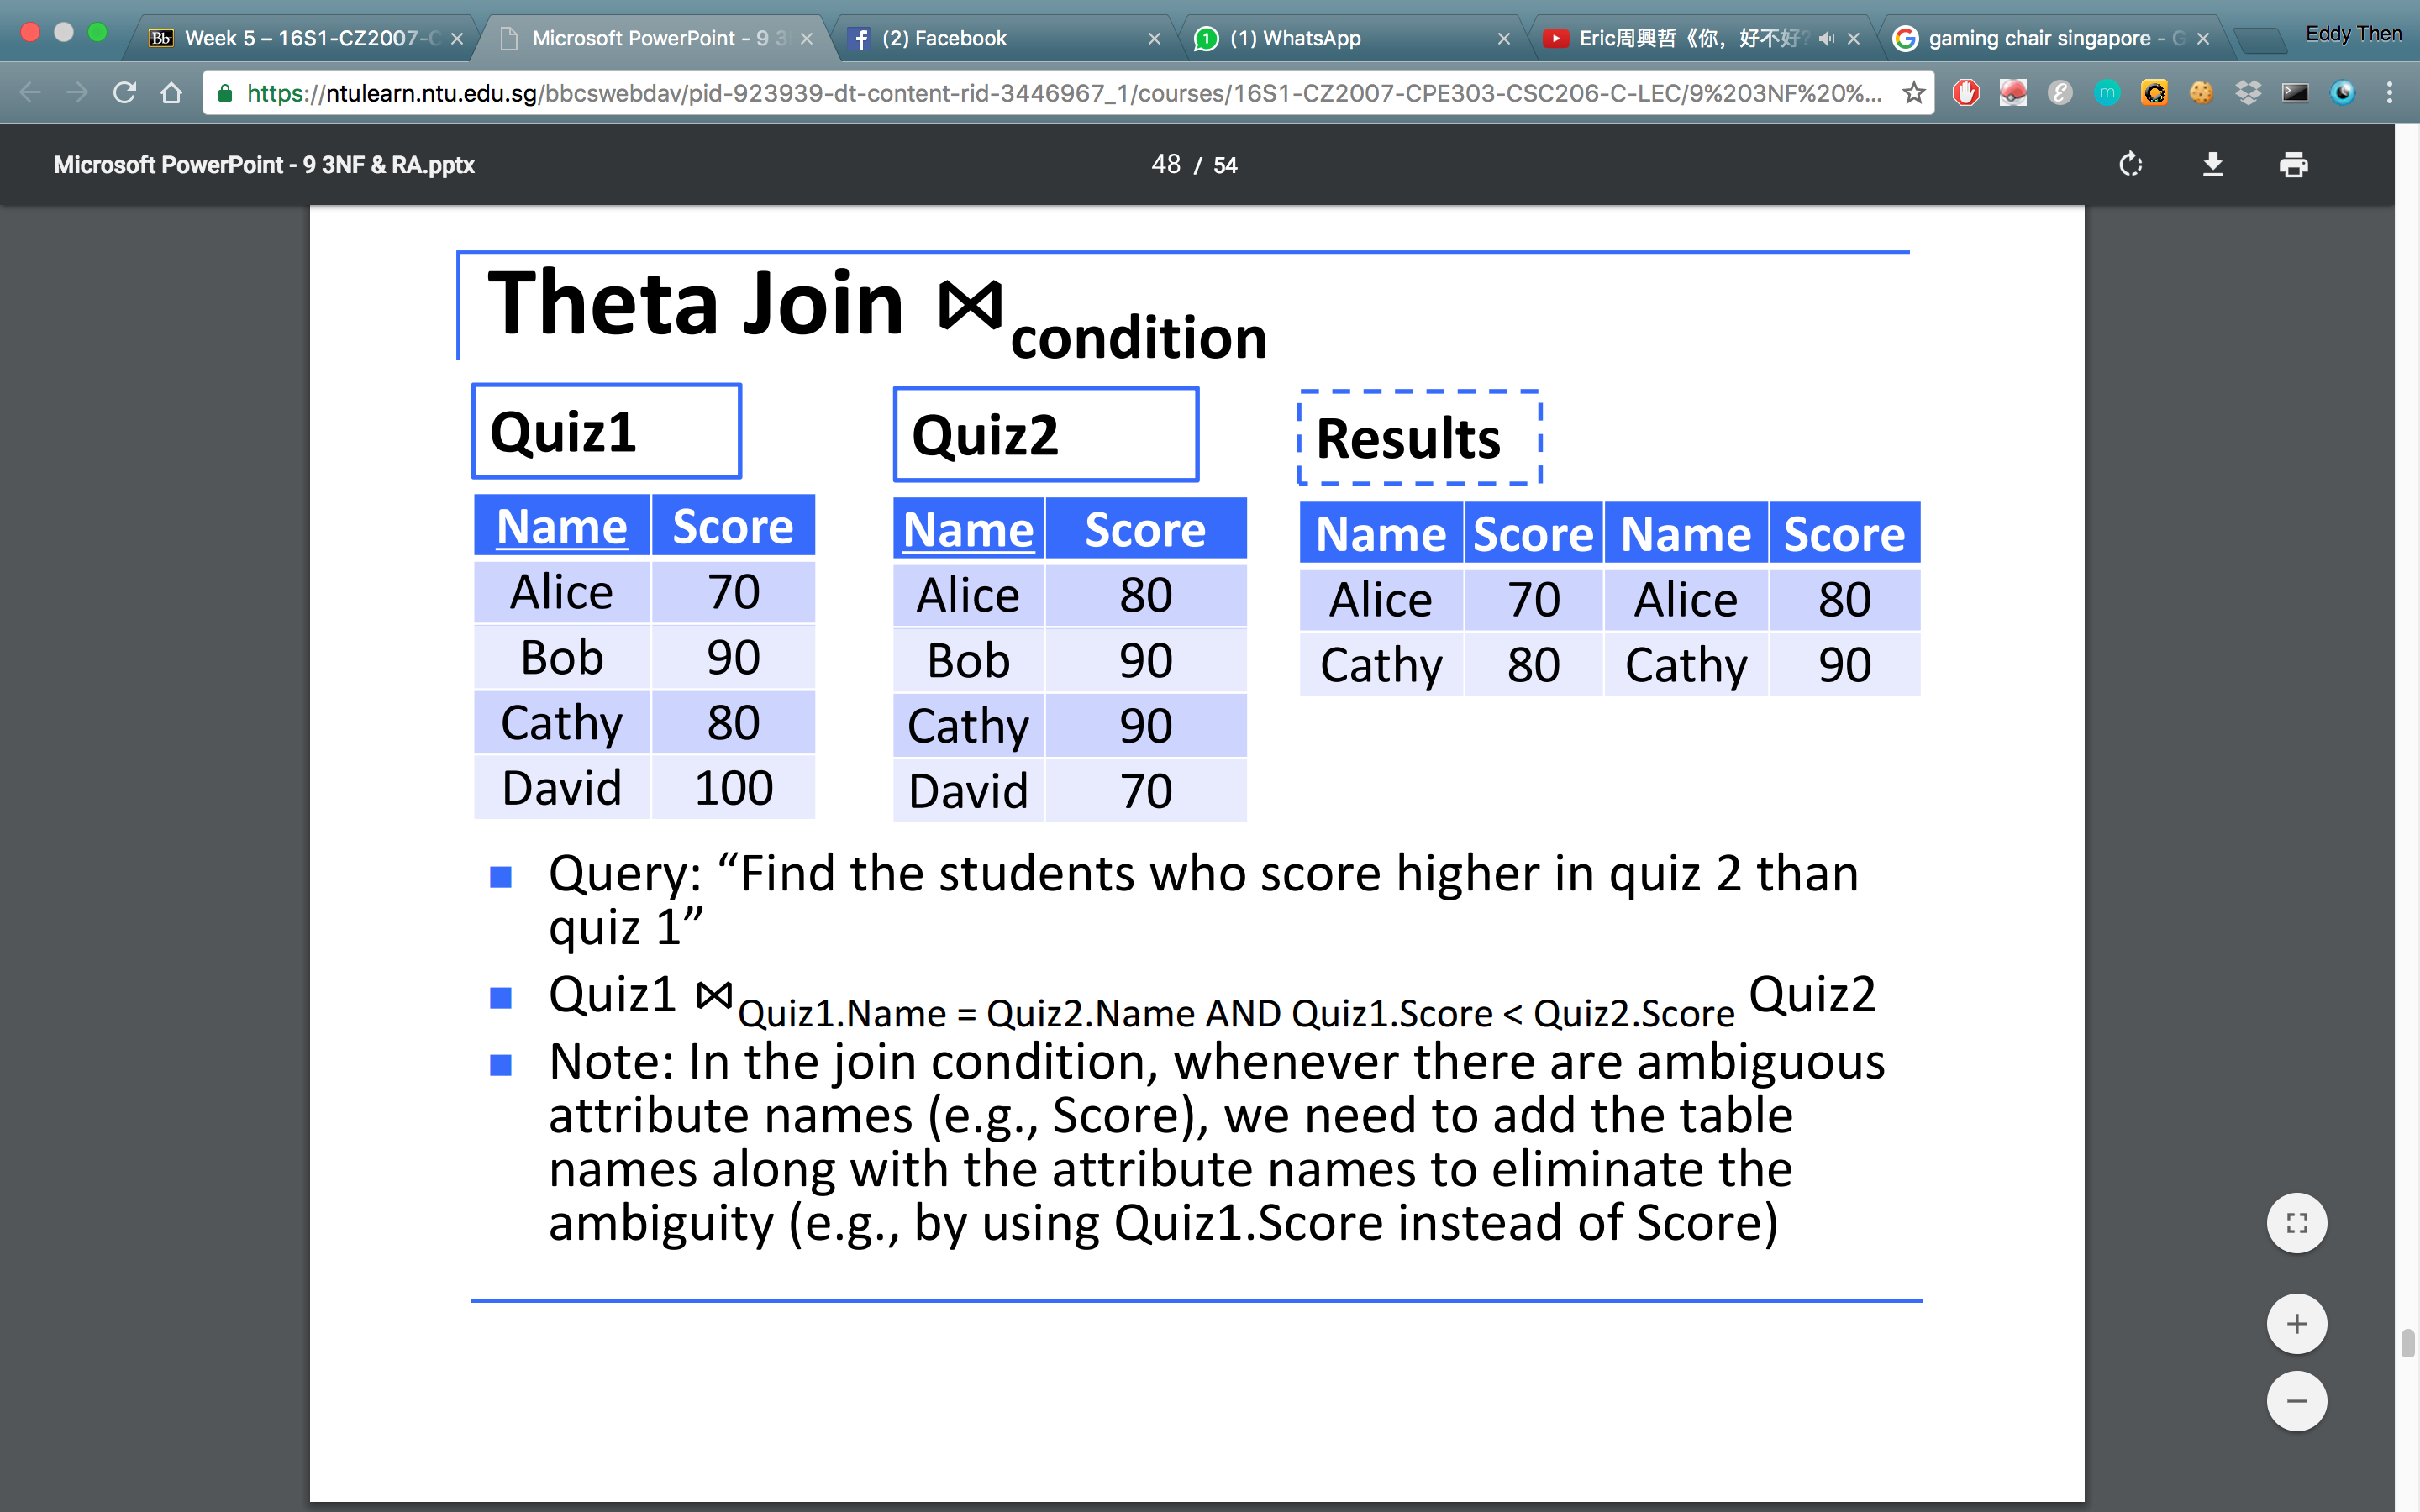 Week 5 – 16S1-CZ2007-C
Microsoft PowerPoint - 9 3
(2) Facebook
(1) WhatsApp
Eric周興哲《你，好不好?
gaming chair singapore - G
Eddy Then
https://ntulearn.ntu.edu.sg/bbcswebdav/pid-923939-dt-content-rid-3446967_1/courses/16S1-CZ2007-CPE303-CSC206-C-LEC/9%203NF%20%...
Microsoft PowerPoint - 9 3NF & RA.pptx
48 / 54
Theta Join ⋈condition
Quiz1
Name Score
Alice 70
Bob 90
Cathy 80
David 100
Quiz2
Name Score
Alice 80
Bob 90
Cathy 90
David 70
Results
Name Score Name Score
Alice 70 Alice 80
Cathy 80 Cathy 90
Query: “Find the students who score higher in quiz 2 than
quiz 1”
Quiz1 ⋈Quiz1.Name = Quiz2.Name AND Quiz1.Score < Quiz2.Score Quiz2
Note: In the join condition, whenever there are ambiguous
attribute names (e.g., Score), we need to add the table
names along with the attribute names to eliminate the
ambiguity (e.g., by using Quiz1.Score instead of Score)